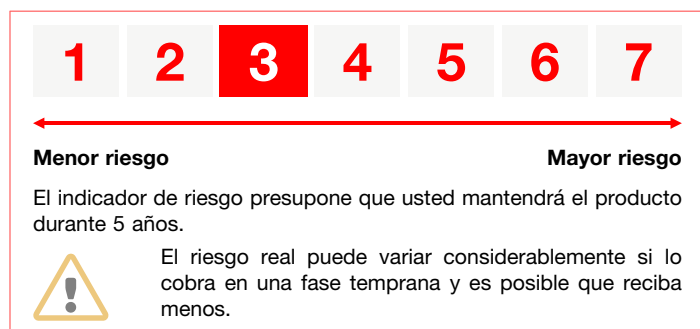 1 2 3 4 5 6 7
Menor riesgo Mayor riesgo
El indicador de riesgo presupone que usted mantendrá el producto
durante 5 años.
El riesgo real puede variar considerablemente si lo
cobra en una fase temprana y es posible que reciba
menos.